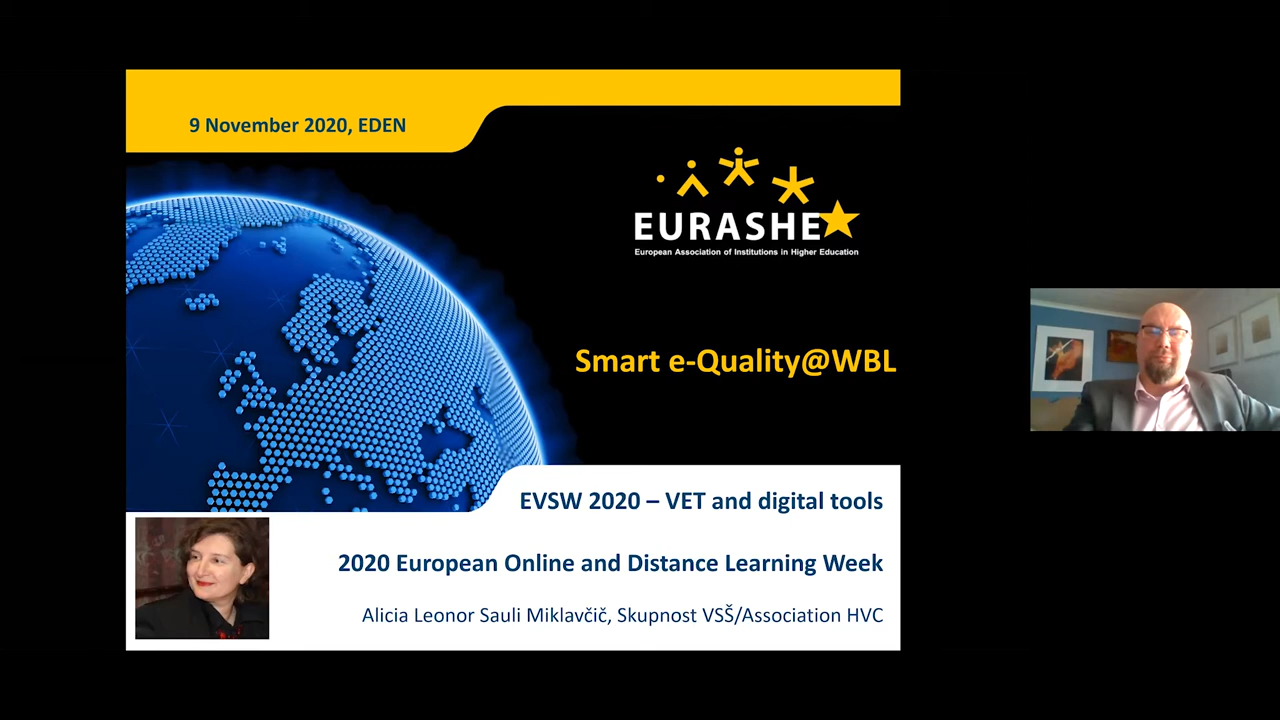 9 November 2020, EDEN
EURASHE
European Association of Institutions in Higher Education
Smart e-Quality@WBL
EVSW 2020 – VET and digital tools
2020 European Online and Distance Learning Week
Alicia Leonor Sauli Miklavčič, Skupnost VSŠ/Association HVC